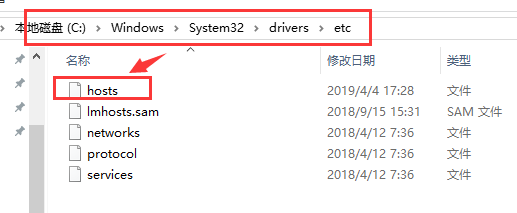 本地磁盘 (C:) › Windows › System32 › drivers › etc
名称 修改日期 类型
hosts 2019/4/4 17:28 文件
lmhosts.sam 2018/9/15 15:31 SAM 文件
networks 2018/4/12 7:36 文件
protocol 2018/4/12 7:36 文件
services 2018/4/12 7:36 文件